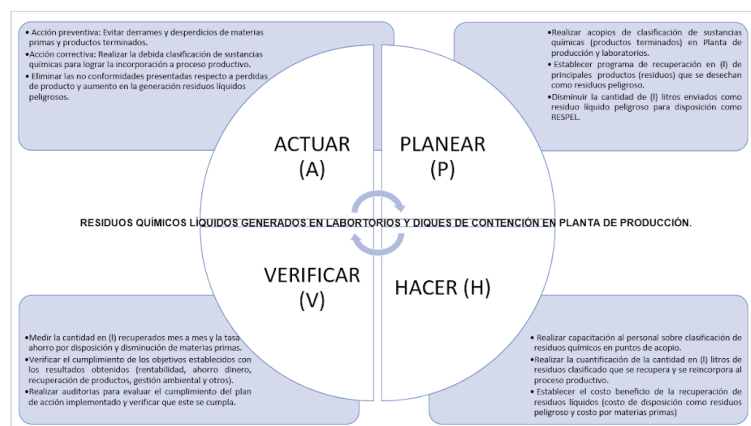 • Acción preventiva: Evitar derrames y desperdicios de materias
primas y productos terminados.
•Acción correctiva: Realizar la debida clasificación de sustancias
químicas para lograr la incorporación a proceso productivo.
• Eliminar las no conformidades presentadas respecto a perdidas
de producto y aumento en la generación residuos líquidos
peligrosos.
•Realizar acopios de clasificación de sustancias
químicas (productos terminados) en Planta de
producción y laboratorios.
•Establecer programa de recuperación en (l) de
principales productos (residuos) que se desechan
como residuos peligroso.
•Disminuir la cantidad de (l) litros enviados como
residuo líquido peligroso para disposición como
RESPEL.
ACTUAR
(A)
PLANEAR
(P)
RESIDUOS QUÍMICOS LÍQUIDOS GENERADOS EN LABORTORIOS Y DIQUES DE CONTENCIÓN EN PLANTA DE PRODUCCIÓN.
VERIFICAR
(V)
HACER (H)
•Medir la cantidad en (l) recuperados mes a mes y la tasa
ahorro por disposición y disminución de materias primas.
•Verificar el cumplimiento de los objetivos establecidos con
los resultados obtenidos (rentabilidad, ahorro dinero,
recuperación de productos, gestión ambiental y otros).
•Realizar auditorias para evaluar el cumplimiento del plan
de acción implementado y verificar que este se cumpla.
• Realizar capacitación al personal sobre clasificación de
residuos químicos en puntos de acopio.
•Realizar la cuantificación de la cantidad en (l) litros de
residuos clasificado que se recupera y se reincorpora al
proceso productivo.
• Establecer el costo beneficio de la recuperación de
residuos líquidos (costo de disposición como residuos
peligroso y costo por materias primas)